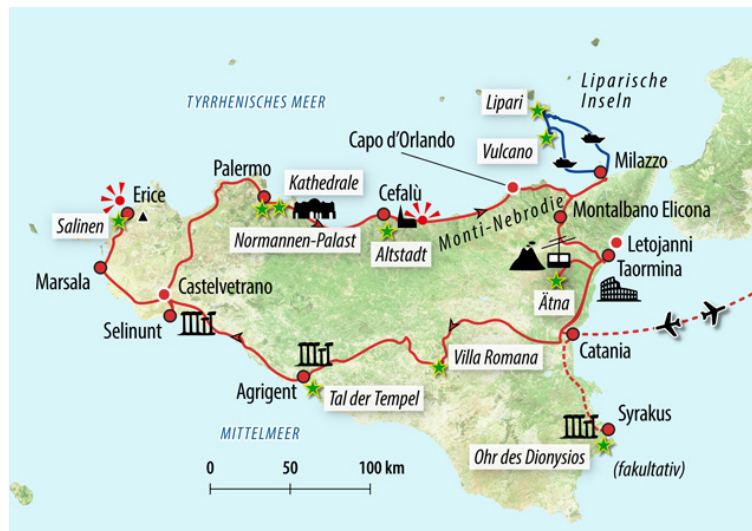 TYRRHENISCHES MEER
Liparische
Inseln
Lipari
Vulcano
Capo d'Orlando
Milazzo
Palermo
Kathedrale
Cefalù
Erice
Salinen
Normannen-Palast
Altstadt
Monti-Nebrodie
Montalbano Elicona
Letojanni
Taormina
Marsala
Castelvetrano
Ätna
Selinunt
Villa Romana
Catania
Agrigent
Tal der Tempel
Syrakus
MITTELMEER
Ohr des Dionysios
(fakultativ)
0 50 100 km